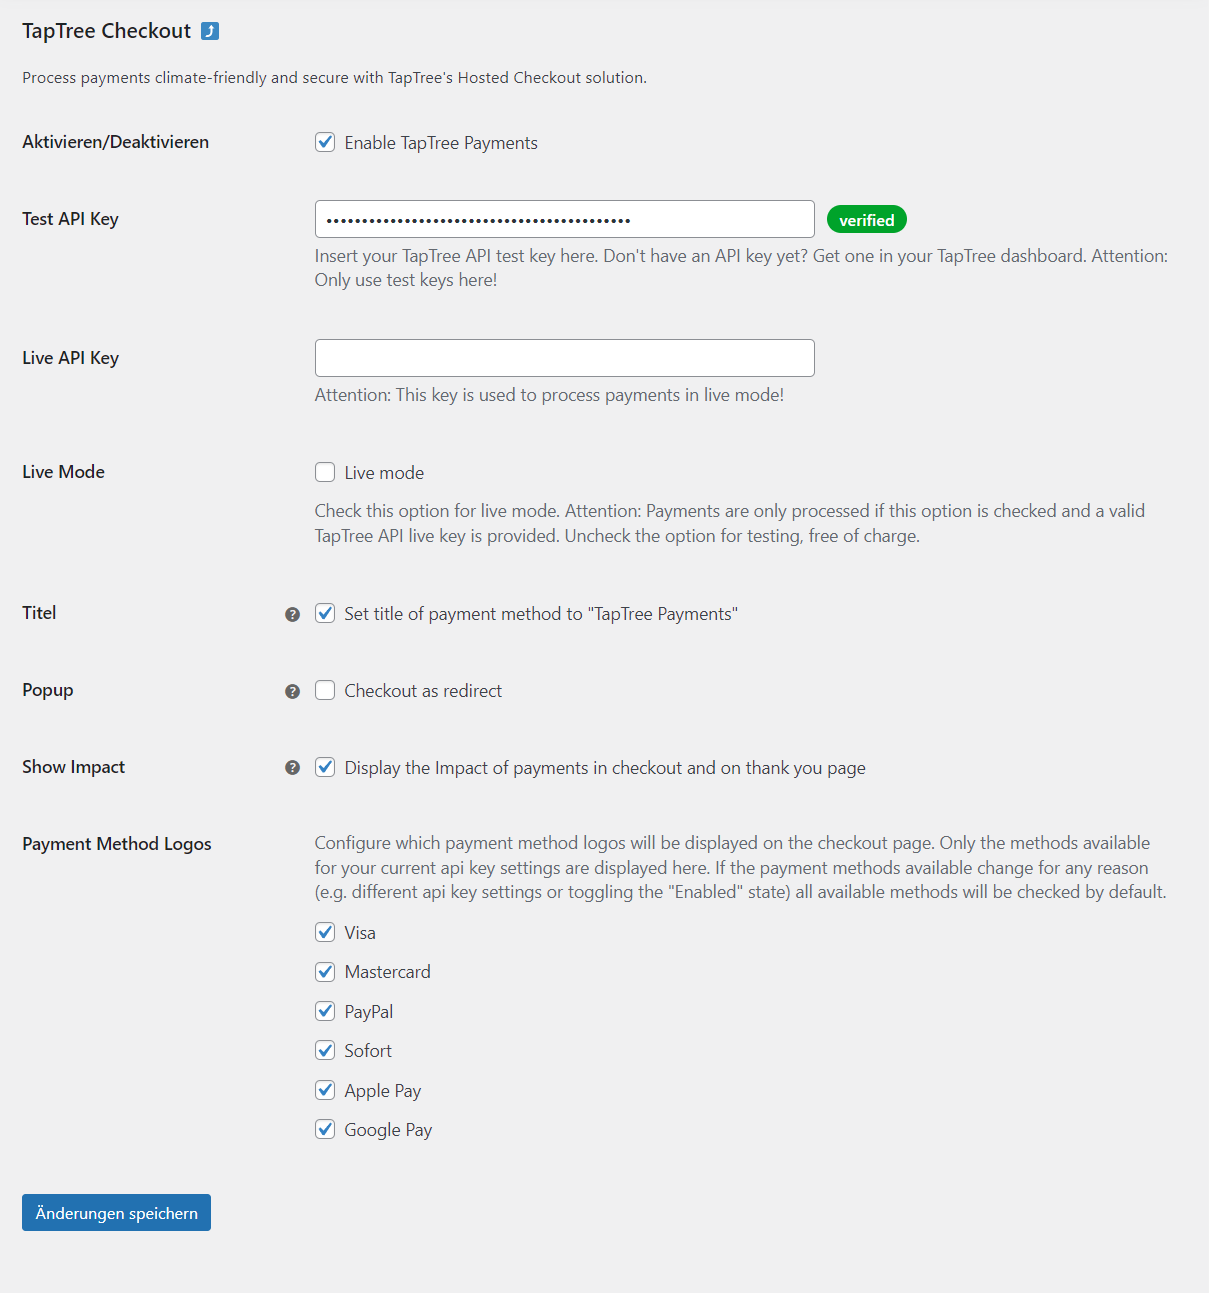 TapTree Checkout
Process payments climate-friendly and secure with TapTree's Hosted Checkout solution.
Aktivieren/Deaktivieren
Enable TapTree Payments
Test API Key
••••••••••••••••••••••••••••••••••••••••••
verified
Insert your TapTree API test key here. Don't have an API key yet? Get one in your TapTree dashboard. Attention:
Only use test keys here!
Live API Key
Attention: This key is used to process payments in live mode!
Live Mode
Live mode
Check this option for live mode. Attention: Payments are only processed if this option is checked and a valid
TapTree API live key is provided. Uncheck the option for testing, free of charge.
Titel
Set title of payment method to "TapTree Payments"
Popup
Checkout as redirect
Show Impact
Display the Impact of payments in checkout and on thank you page
Payment Method Logos
Configure which payment method logos will be displayed on the checkout page. Only the methods available
for your current api key settings are displayed here. If the payment methods available change for any reason
(e.g. different api key settings or toggling the "Enabled" state) all available methods will be checked by default.
Visa
Mastercard
PayPal
Sofort
Apple Pay
Google Pay
Änderungen speichern